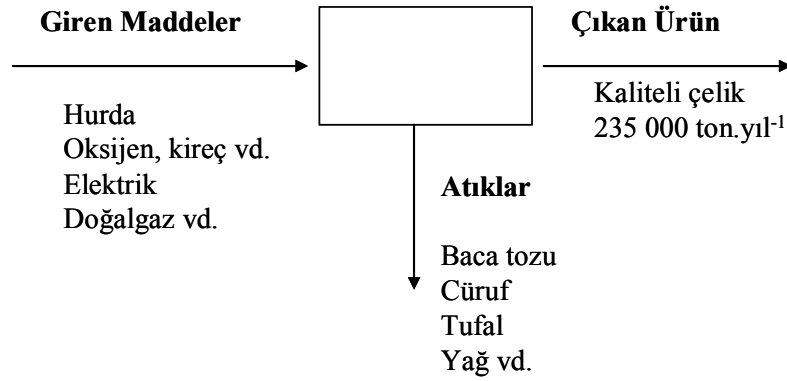 Giren Maddeler
Hurda
Oksijen, kireç vd.
Elektrik
Doğalgaz vd.
Çıkan Ürün
Kaliteli çelik
235 000 ton.yıl-1
Atıklar
Baca tozu
Cüruf
Tufal
Yağ vd.